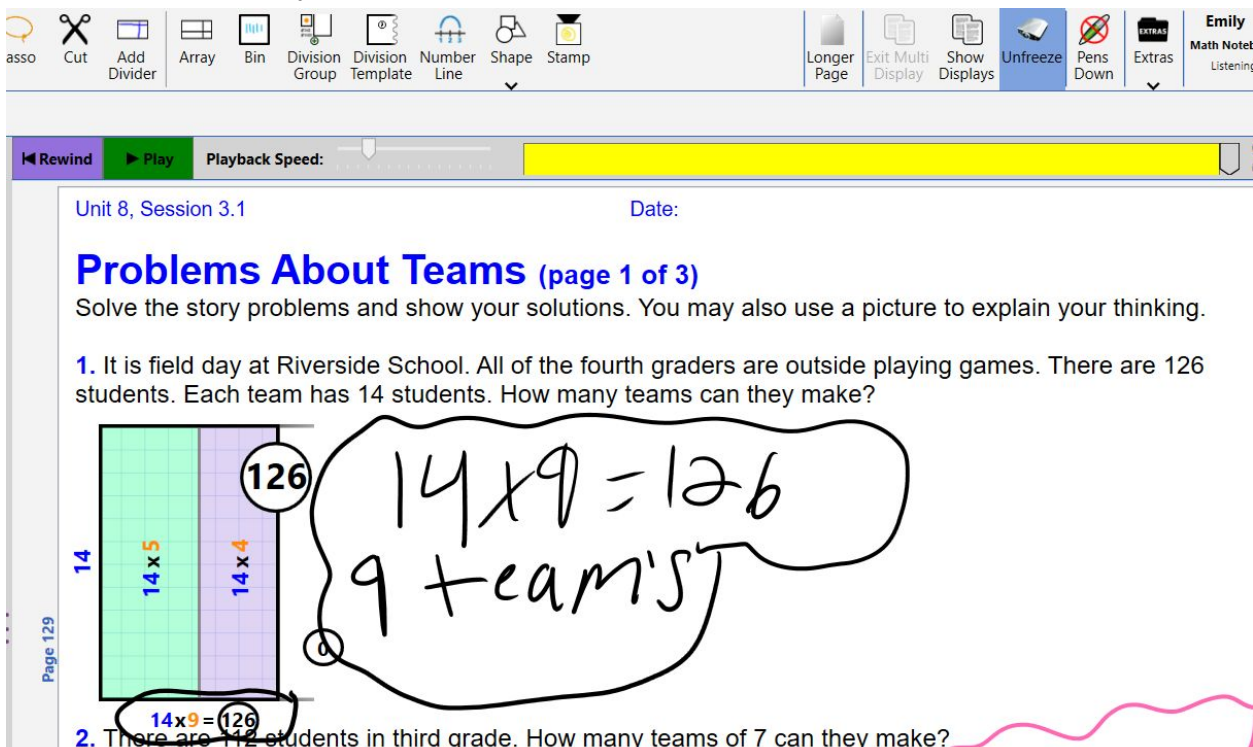 asso Cut Add Divider Array Bin Division Group Division Template Number Line Shape Stamp Longer Page Exit Multi Display Show Displays Unfreeze Pens Down EXTRAS Extras Emily
Math Noteb
Listening
Rewind Play Playback Speed:
Unit 8, Session 3.1 Date:
Problems About Teams (page 1 of 3)
Solve the story problems and show your solutions. You may also use a picture to explain your thinking.
1. It is field day at Riverside School. All of the fourth graders are outside playing games. There are 126
students. Each team has 14 students. How many teams can they make?
126
14 x 9 = 126
14
14 x 5
14 x 4
9 team's
0
Page 129
14x9=126
2. There are 112 students in third grade. How many teams of 7 can they make?